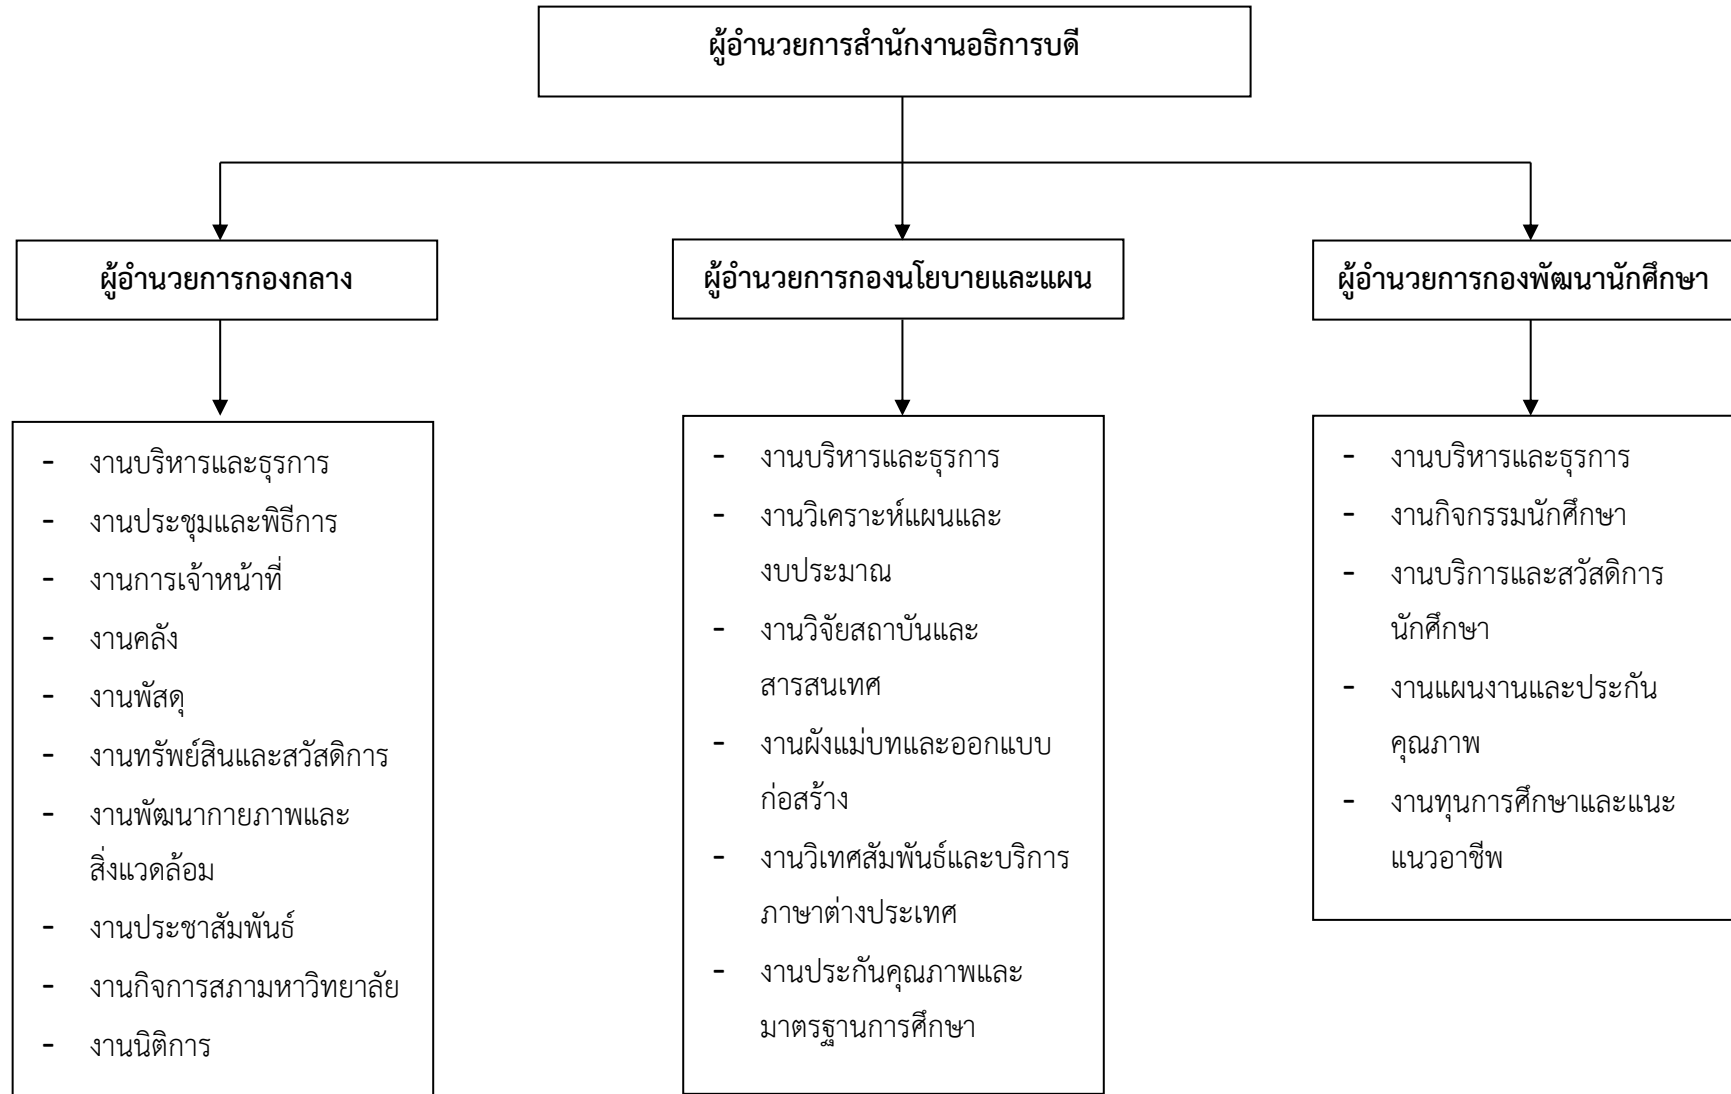 ผู้อำนวยการสำนักงานอธิการบดี
ผู้อำนวยการกองกลาง
ผู้อำนวยการกองนโยบายและแผน
ผู้อำนวยการกองพัฒนานักศึกษา
- งานบริหารและธุรการ
- งานประชุมและพิธีการ
- งานการเจ้าหน้าที่
- งานคลัง
- งานพัสดุ
- งานทรัพย์สินและสวัสดิการ
- งานพัฒนากายภาพและ
สิ่งแวดล้อม
- งานประชาสัมพันธ์
- งานกิจการสภามหาวิทยาลัย
- งานนิติการ
- งานบริหารและธุรการ
- งานวิเคราะห์แผนและ
งบประมาณ
- งานวิจัยสถาบันและ
สารสนเทศ
- งานผังแม่บทและออกแบบ
ก่อสร้าง
- งานวิเทศสัมพันธ์และบริการ
ภาษาต่างประเทศ
- งานประกันคุณภาพและ
มาตรฐานการศึกษา
- งานบริหารและธุรการ
- งานกิจกรรมนักศึกษา
- งานบริการและสวัสดิการ
นักศึกษา
- งานแผนงานและประกัน
คุณภาพ
- งานทุนการศึกษาและแนะ
แนวอาชีพ